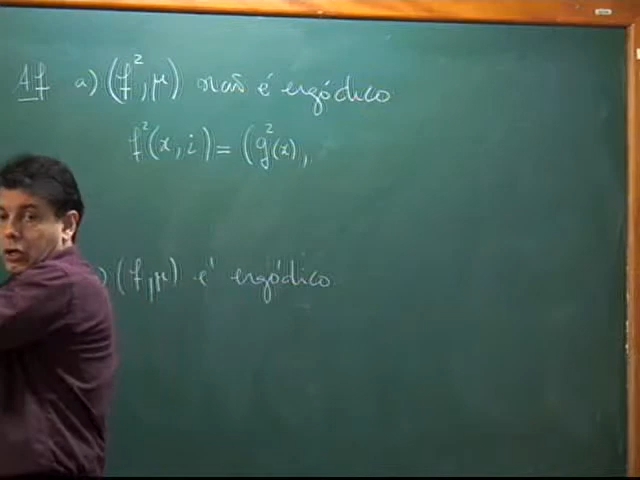 Af a) (f²,μ) não é ergódico
f²(x,i) = (g²(x),
) (f,μ) é ergódico